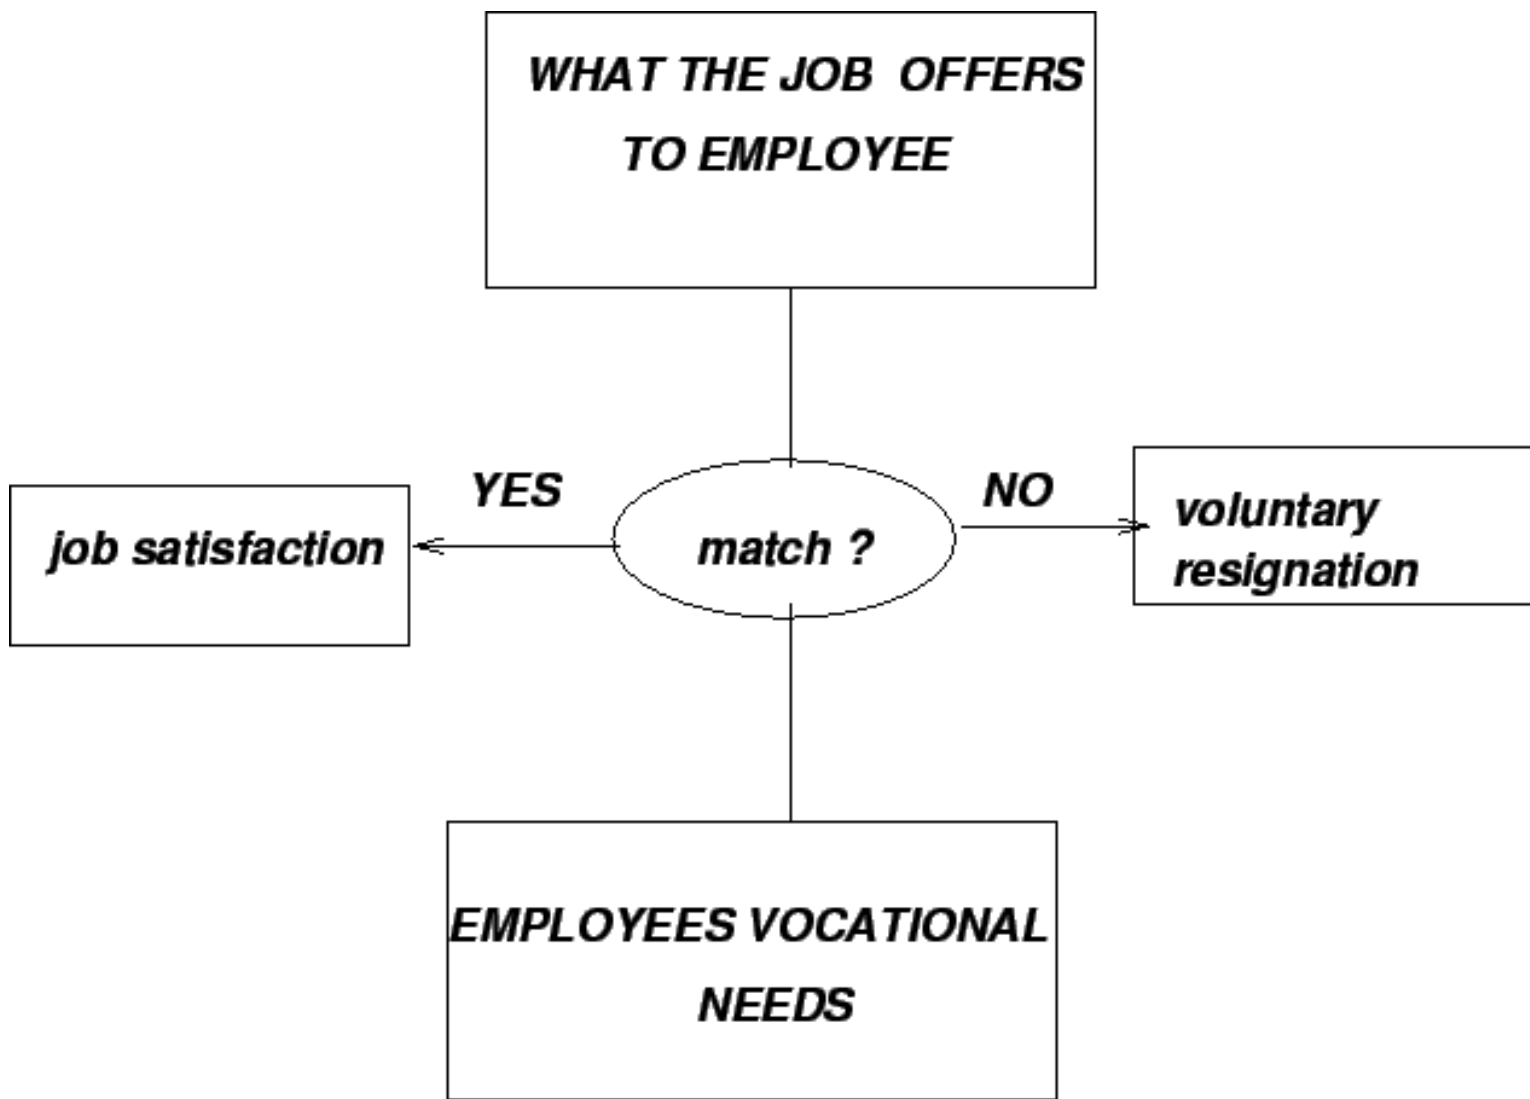 WHAT THE JOB OFFERS
TO EMPLOYEE
YES
NO
job satisfaction
match ?
voluntary
resignation
EMPLOYEES VOCATIONAL
NEEDS